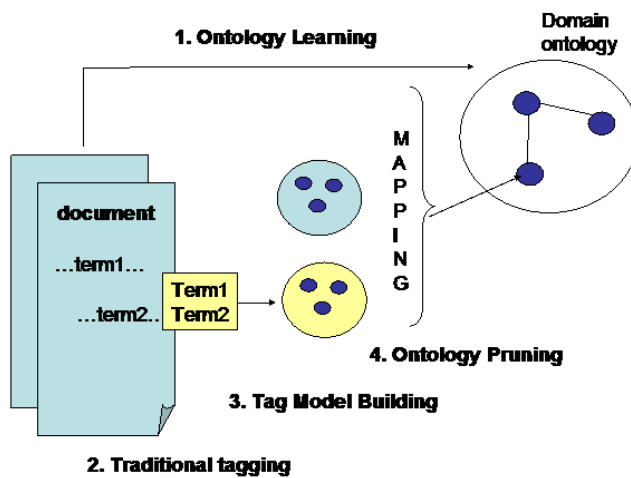 Domain
ontology
1. Ontology Learning
M
A
P
P
I
N
G
document
...term1...
Term1
...term2..
Term2
4. Ontology Pruning
3. Tag Model Building
2. Traditional tagging